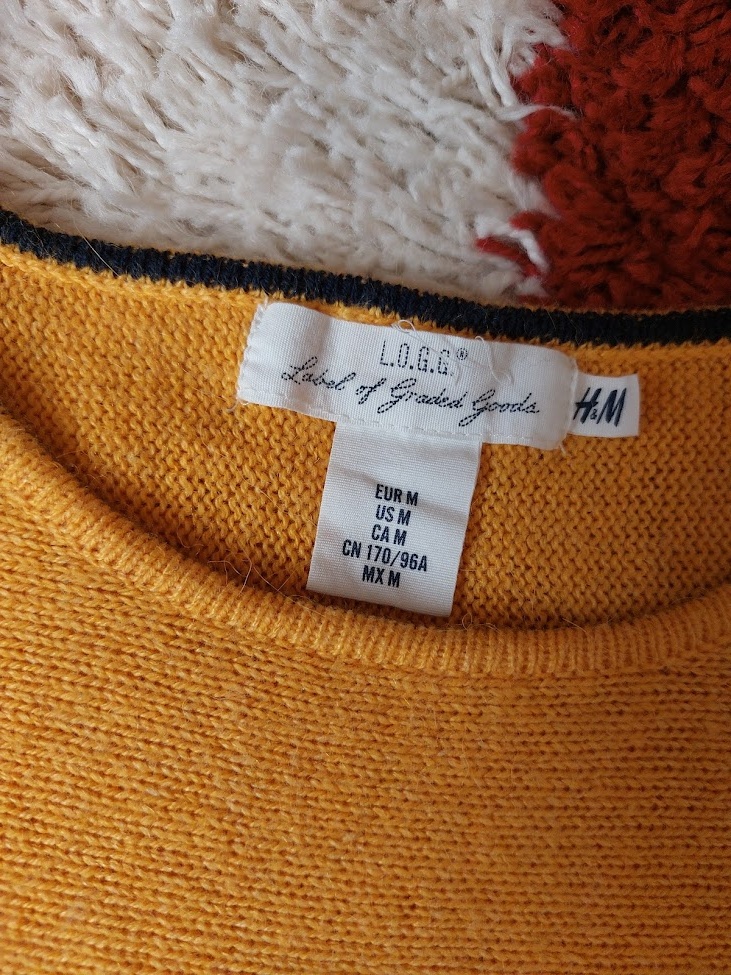 L.O.G.G.®
Label of Graded Goods
H&M
EUR M
US M
CA M
CN 170/96A
MX M